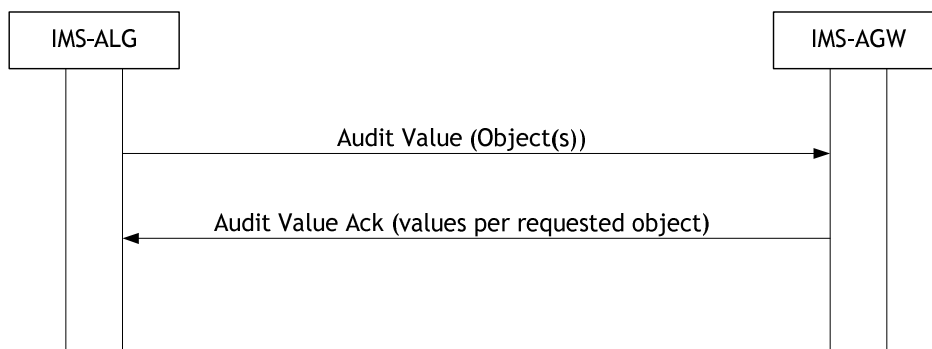 IMS-ALG
IMS-AGW
Audit Value (Object(s))
Audit Value Ack (values per requested object)